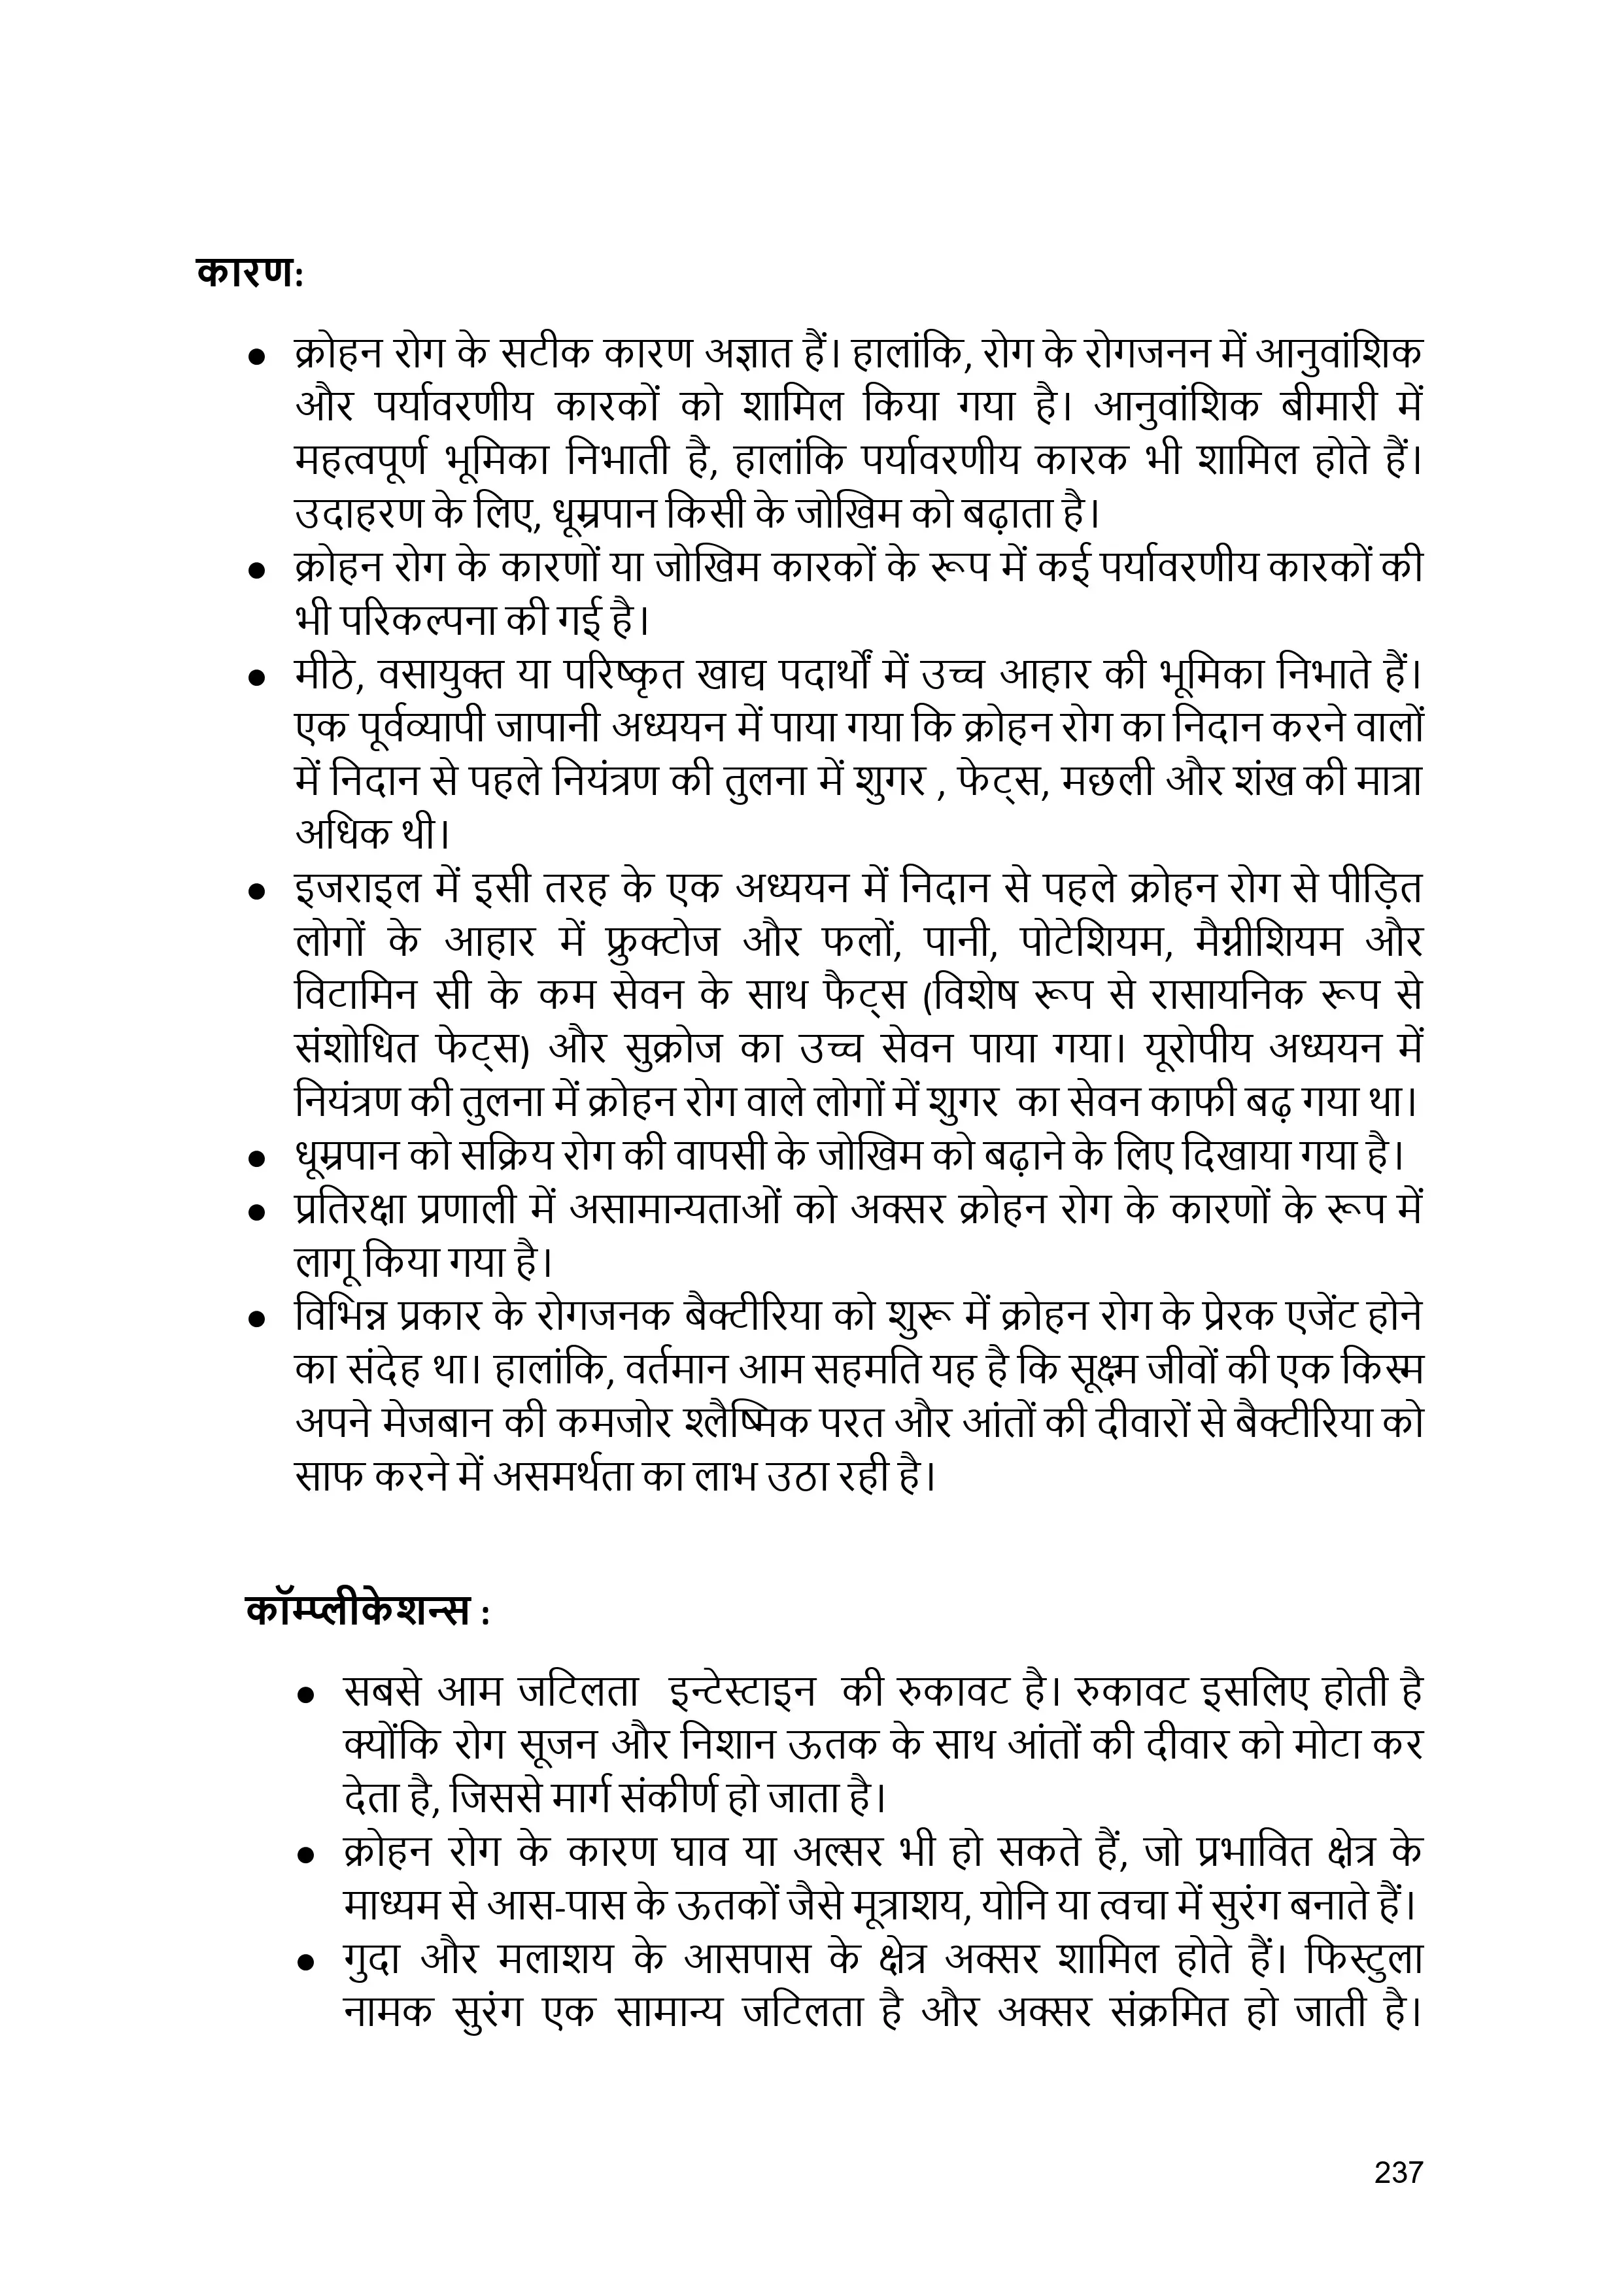 कारण:
● क्रोहन रोग के सटीक कारण अज्ञात हैं। हालांकि, रोग के रोगजनन में आनुवांशिक
और पर्यावरणीय कारकों को शामिल किया गया है। आनुवांशिक बीमारी में
महत्वपूर्ण भूमिका निभाती है, हालांकि पर्यावरणीय कारक भी शामिल होते हैं।
उदाहरण के लिए, धूम्रपान किसी के जोखिम को बढ़ाता है।
● क्रोहन रोग के कारणों या जोखिम कारकों के रूप में कई पर्यावरणीय कारकों की
भी परिकल्पना की गई है।
● मीठे, वसायुक्त या परिष्कृत खाद्य पदार्थों में उच्च आहार की भूमिका निभाते हैं।
एक पूर्वव्यापी जापानी अध्ययन में पाया गया कि क्रोहन रोग का निदान करने वालों
में निदान से पहले नियंत्रण की तुलना में शुगर , फेट्स, मछली और शंख की मात्रा
अधिक थी।
● इजराइल में इसी तरह के एक अध्ययन में निदान से पहले क्रोहन रोग से पीड़ित
लोगों के आहार में फ्रुक्टोज और फलों, पानी, पोटेशियम, मैग्नीशियम और
विटामिन सी के कम सेवन के साथ फैट्स (विशेष रूप से रासायनिक रूप से
संशोधित फेट्स) और सुक्रोज का उच्च सेवन पाया गया। यूरोपीय अध्ययन में
नियंत्रण की तुलना में क्रोहन रोग वाले लोगों में शुगर का सेवन काफी बढ़ गया था।
● धूम्रपान को सक्रिय रोग की वापसी के जोखिम को बढ़ाने के लिए दिखाया गया है।
● प्रतिरक्षा प्रणाली में असामान्यताओं को अक्सर क्रोहन रोग के कारणों के रूप में
लागू किया गया है।
● विभिन्न प्रकार के रोगजनक बैक्टीरिया को शुरू में क्रोहन रोग के प्रेरक एजेंट होने
का संदेह था। हालांकि, वर्तमान आम सहमति यह है कि सूक्ष्म जीवों की एक किस्म
अपने मेजबान की कमजोर श्लैष्मिक परत और आंतों की दीवारों से बैक्टीरिया को
साफ करने में असमर्थता का लाभ उठा रही है।
कॉम्प्लीकेशन्स :
● सबसे आम जटिलता इन्टेस्टाइन की रुकावट है। रुकावट इसलिए होती है
क्योंकि रोग सूजन और निशान ऊतक के साथ आंतों की दीवार को मोटा कर
देता है, जिससे मार्ग संकीर्ण हो जाता है।
● क्रोहन रोग के कारण घाव या अल्सर भी हो सकते हैं, जो प्रभावित क्षेत्र के
माध्यम से आस-पास के ऊतकों जैसे मूत्राशय, योनि या त्वचा में सुरंग बनाते हैं।
● गुदा और मलाशय के आसपास के क्षेत्र अक्सर शामिल होते हैं। फिस्टुला
नामक सुरंग एक सामान्य जटिलता है और अक्सर संक्रमित हो जाती है।
237